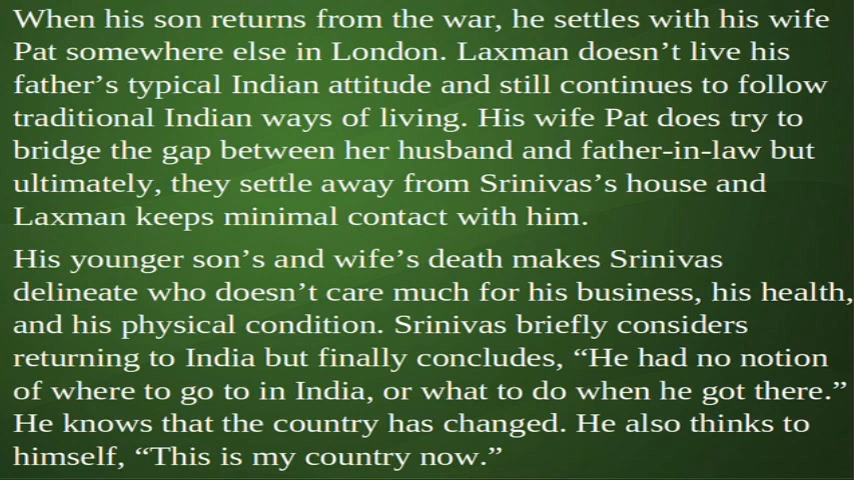 When his son returns from the war, he settles with his wife
Pat somewhere else in London. Laxman doesn’t live his
father’s typical Indian attitude and still continues to follow
traditional Indian ways of living. His wife Pat does try to
bridge the gap between her husband and father-in-law but
ultimately, they settle away from Srinivas’s house and
Laxman keeps minimal contact with him.
His younger son’s and wife’s death makes Srinivas
delineate who doesn’t care much for his business, his health,
and his physical condition. Srinivas briefly considers
returning to India but finally concludes, “He had no notion
of where to go to in India, or what to do when he got there.”
He knows that the country has changed. He also thinks to
himself, “This is my country now.”